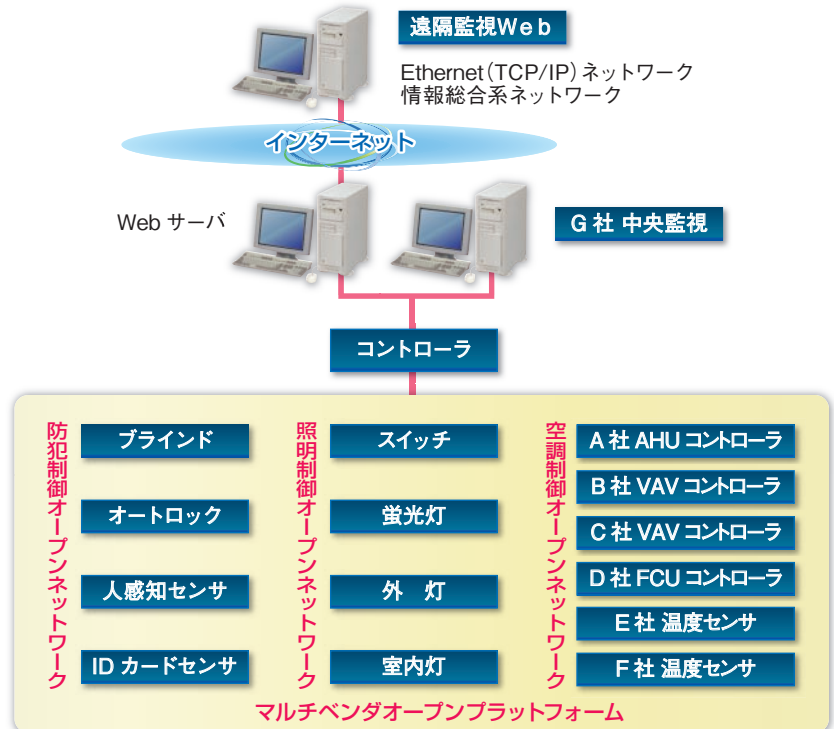 遠隔監視Web
Ethernet(TCP/IP)ネットワーク
情報総合系ネットワーク
インターネット
Web サーバ
G 社 中央監視
コントローラ
防犯制御オープンネットワーク
ブラインド
オートロック
人感知センサ
ID カードセンサ
照明制御オープンネットワーク
スイッチ
蛍光灯
外 灯
室内灯
空調制御オープンネットワーク
A 社 AHU コントローラ
B 社 VAV コントローラ
C 社 VAV コントローラ
D 社 FCU コントローラ
E 社 温度センサ
F 社 温度センサ
マルチベンダオープンプラットフォーム